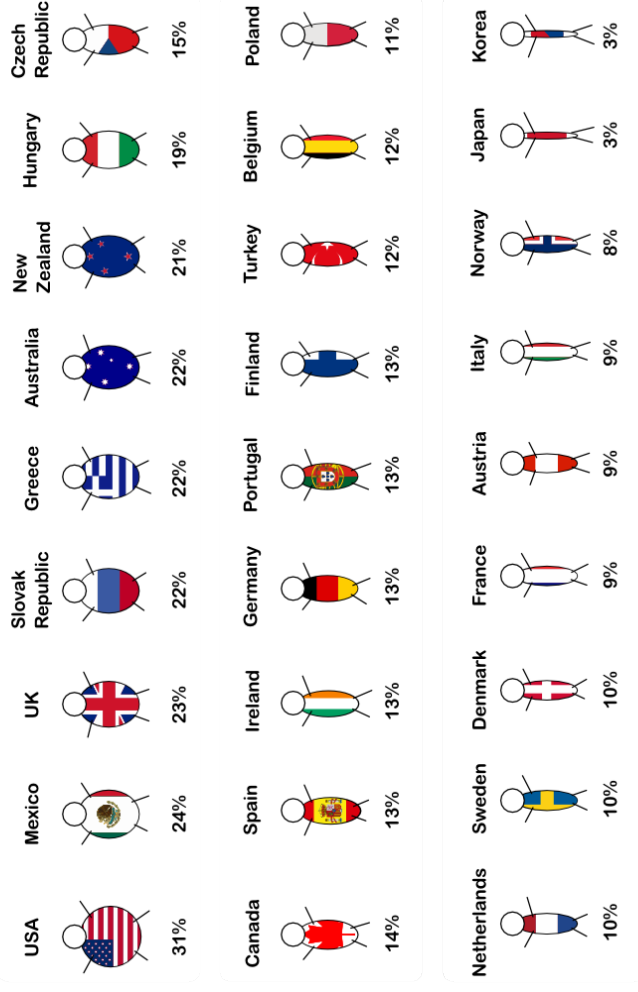 USA
Mexico
UK
Slovak
Republic
Greece
Australia
New
Zealand
Hungary
Czech
Republic
31%
24%
23%
22%
22%
22%
21%
19%
15%
Canada
Spain
Ireland
Germany
Portugal
Finland
Turkey
Belgium
Poland
14%
13%
13%
13%
13%
13%
12%
12%
11%
Netherlands
Sweden
Denmark
France
Austria
Italy
Norway
Japan
Korea
10%
10%
10%
9%
9%
9%
8%
3%
3%